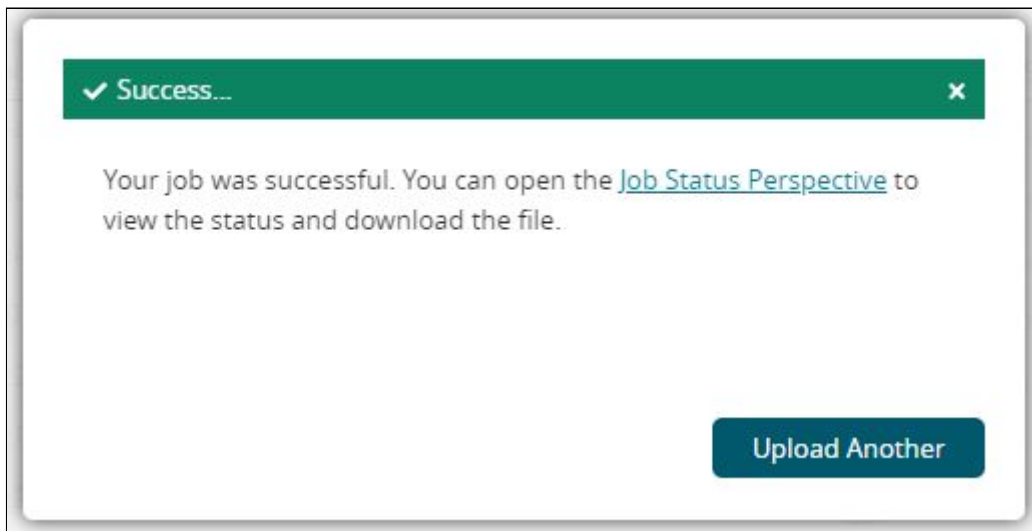 Success...
Your job was successful. You can open the Job Status Perspective to
view the status and download the file.
Upload Another